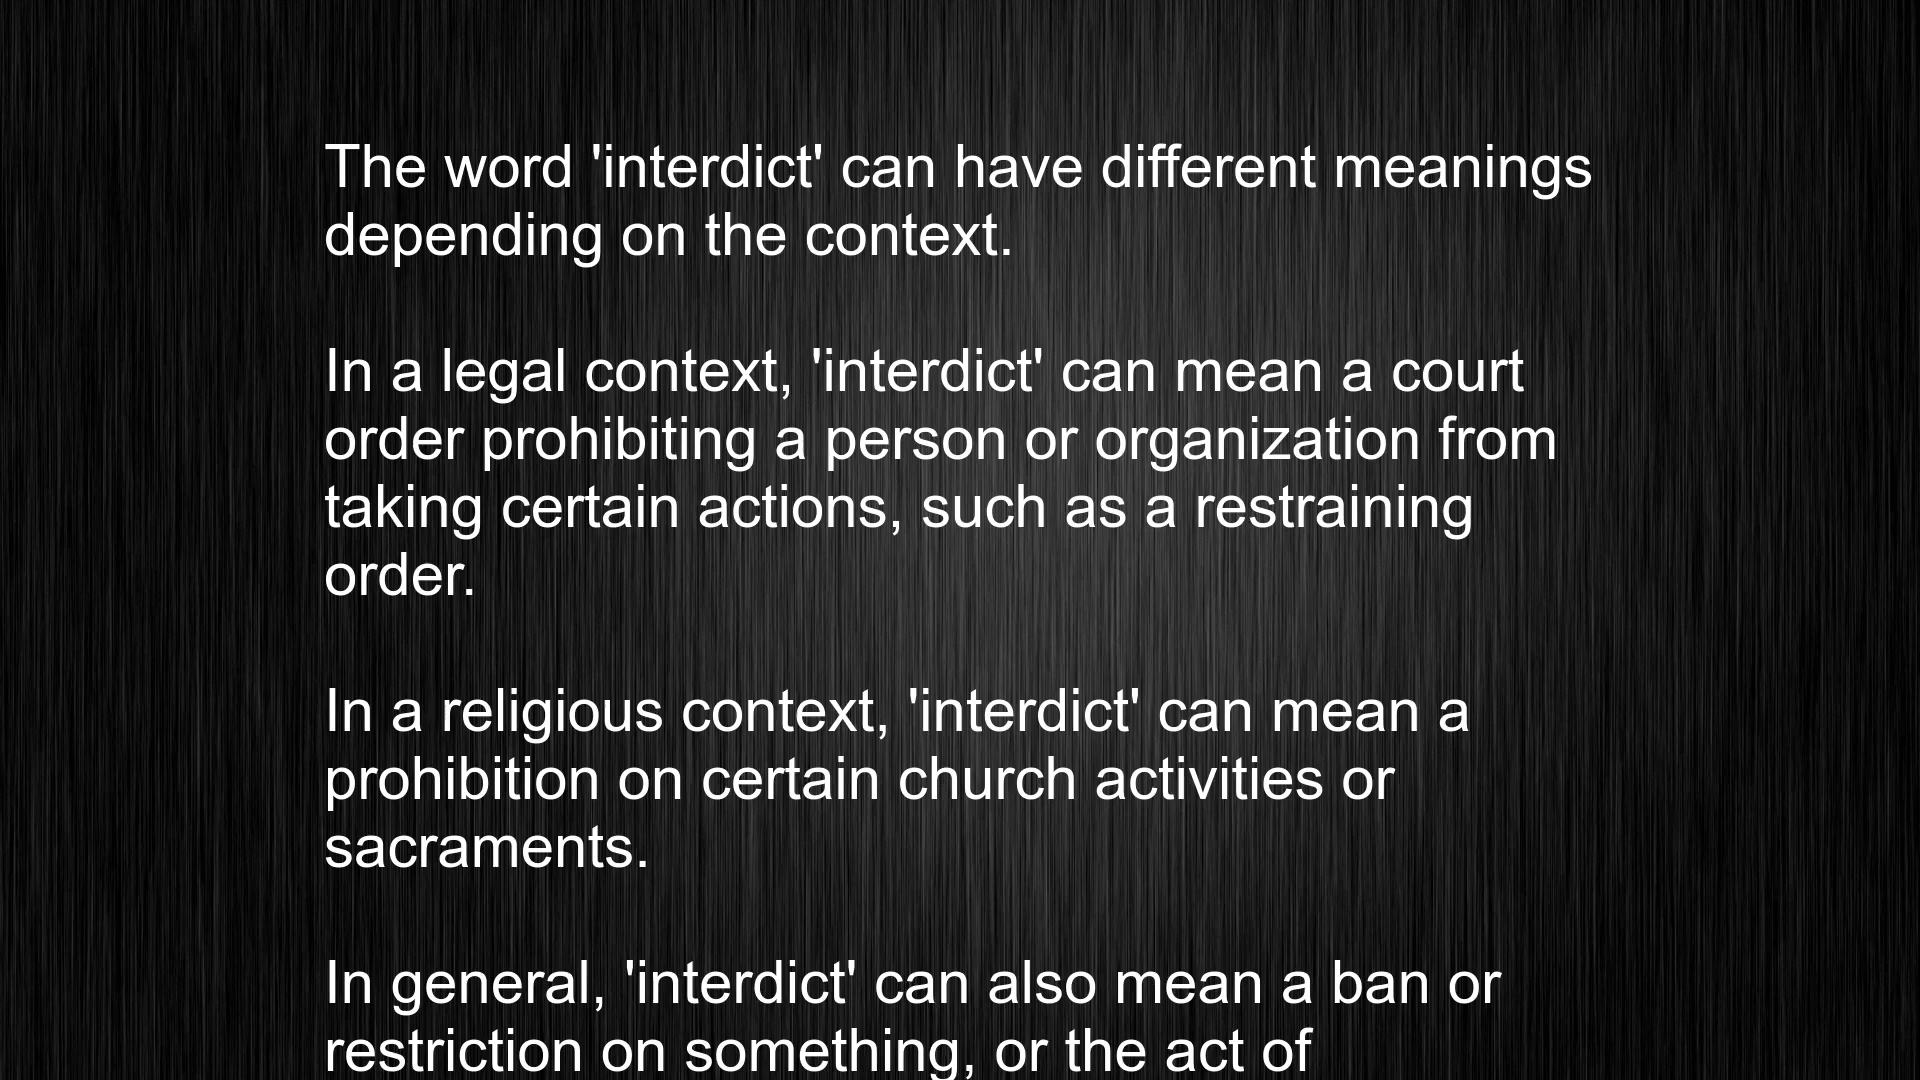 The word 'interdict' can have different meanings
depending on the context.
In a legal context, 'interdict' can mean a court
order prohibiting a person or organization from
taking certain actions, such as a restraining
order.
In a religious context, 'interdict' can mean a
prohibition on certain church activities or
sacraments.
In general, 'interdict' can also mean a ban or
restriction on something, or the act of